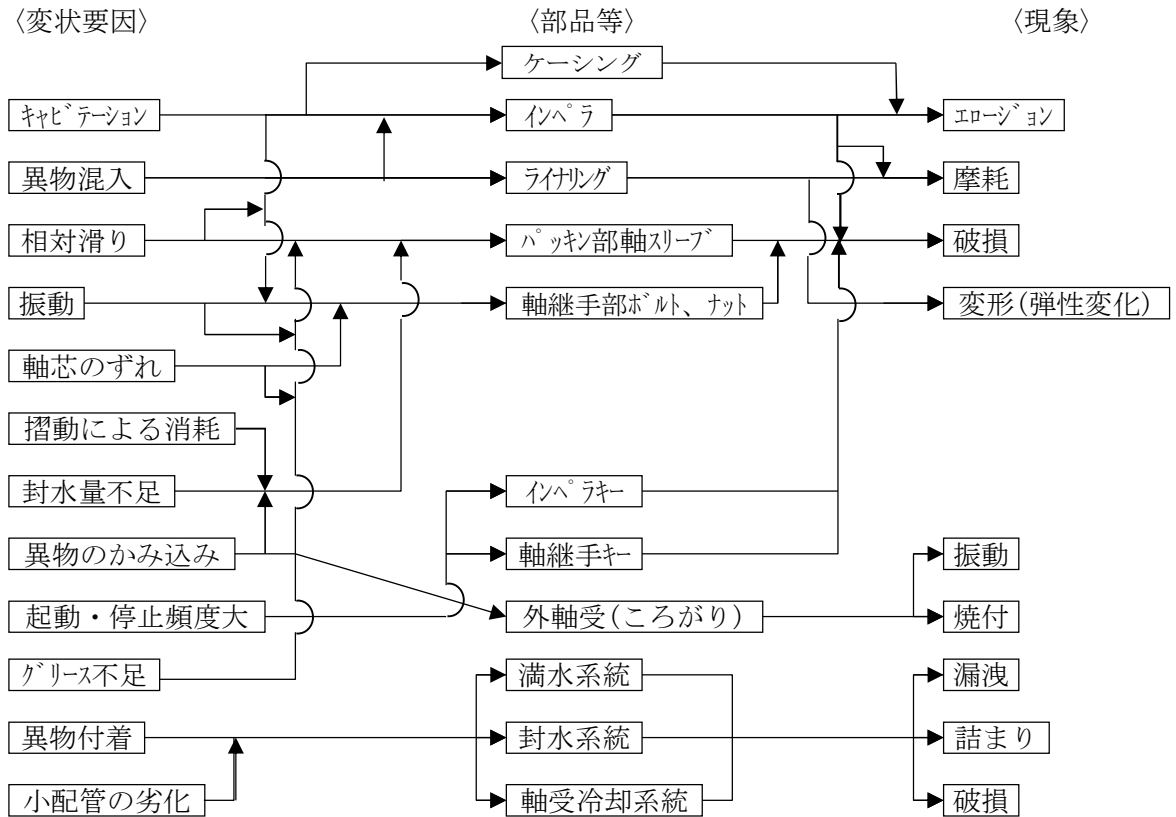 〈変状要因〉 〈部品等〉 〈現象〉
ケーシング
キャビテーション インペラ エロージョン
異物混入 ライナリング 摩耗
相対滑り パッキン部軸スリーブ 破損
振動 軸継手部ボルト、ナット 変形(弾性変化)
軸芯のずれ
摺動による消耗
封水量不足 インペラキー
異物のかみ込み 軸継手キー 振動
起動・停止頻度大 外軸受(ころがり) 焼付
グリース不足 満水系統 漏洩
異物付着 封水系統 詰まり
小配管の劣化 軸受冷却系統 破損